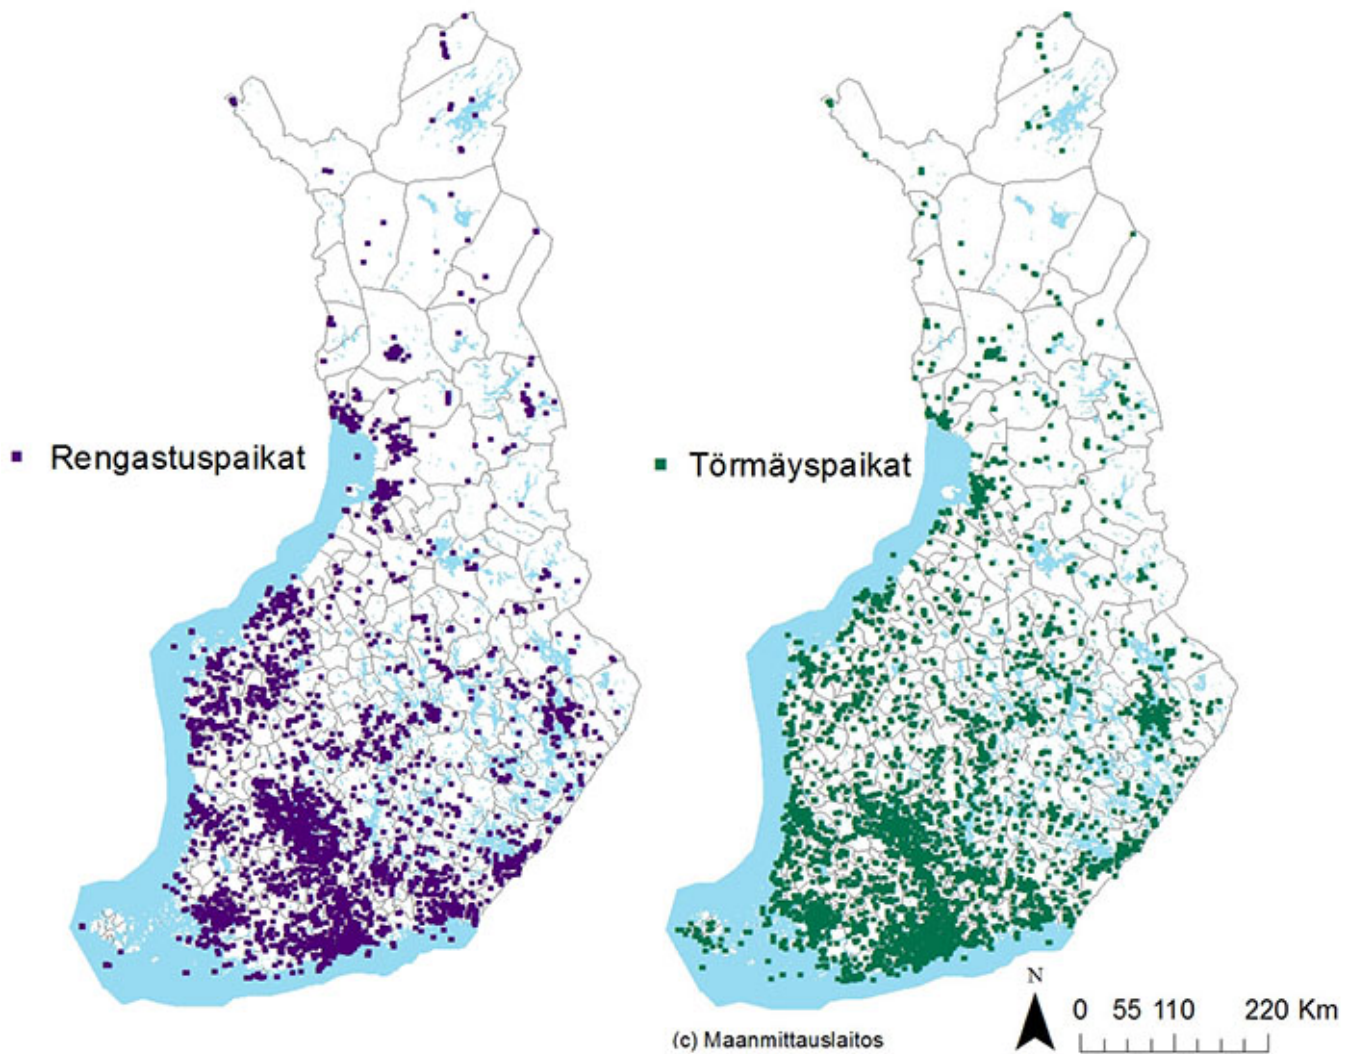 Rengastuspaikat
Törmäyspaikat
N
0 55 110 220 Km
(c) Maanmittauslaitos